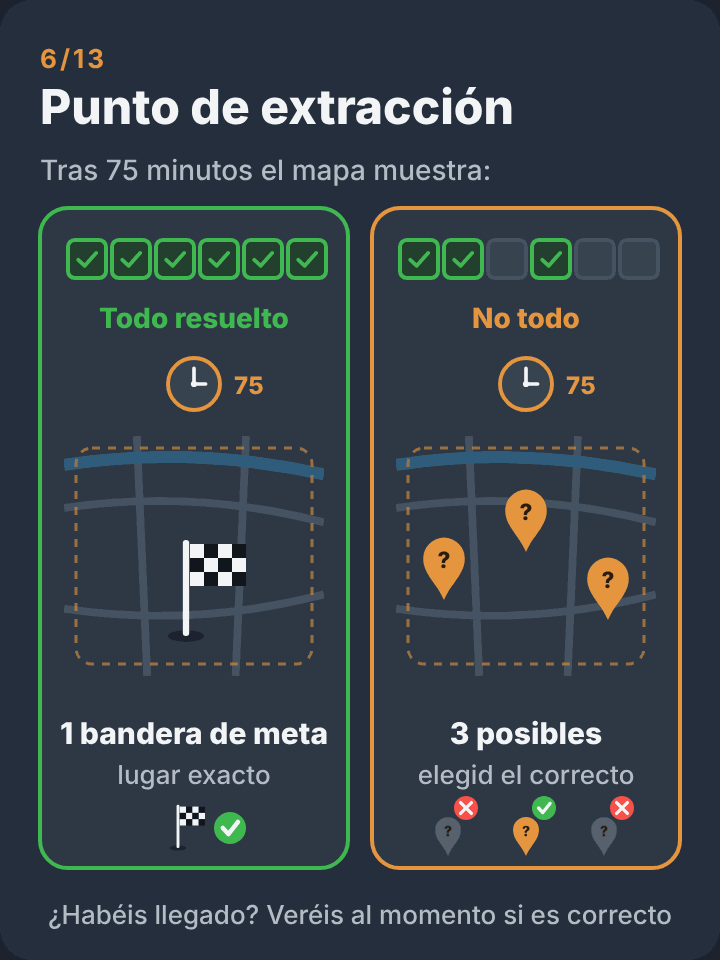 6/13
Punto de extracción
Tras 75 minutos el mapa muestra:
Todo resuelto
75
1 bandera de meta
lugar exacto
No todo
75
?
?
?
3 posibles
elegid el correcto
?
?
?
¿Habéis llegado? Veréis al momento si es correcto